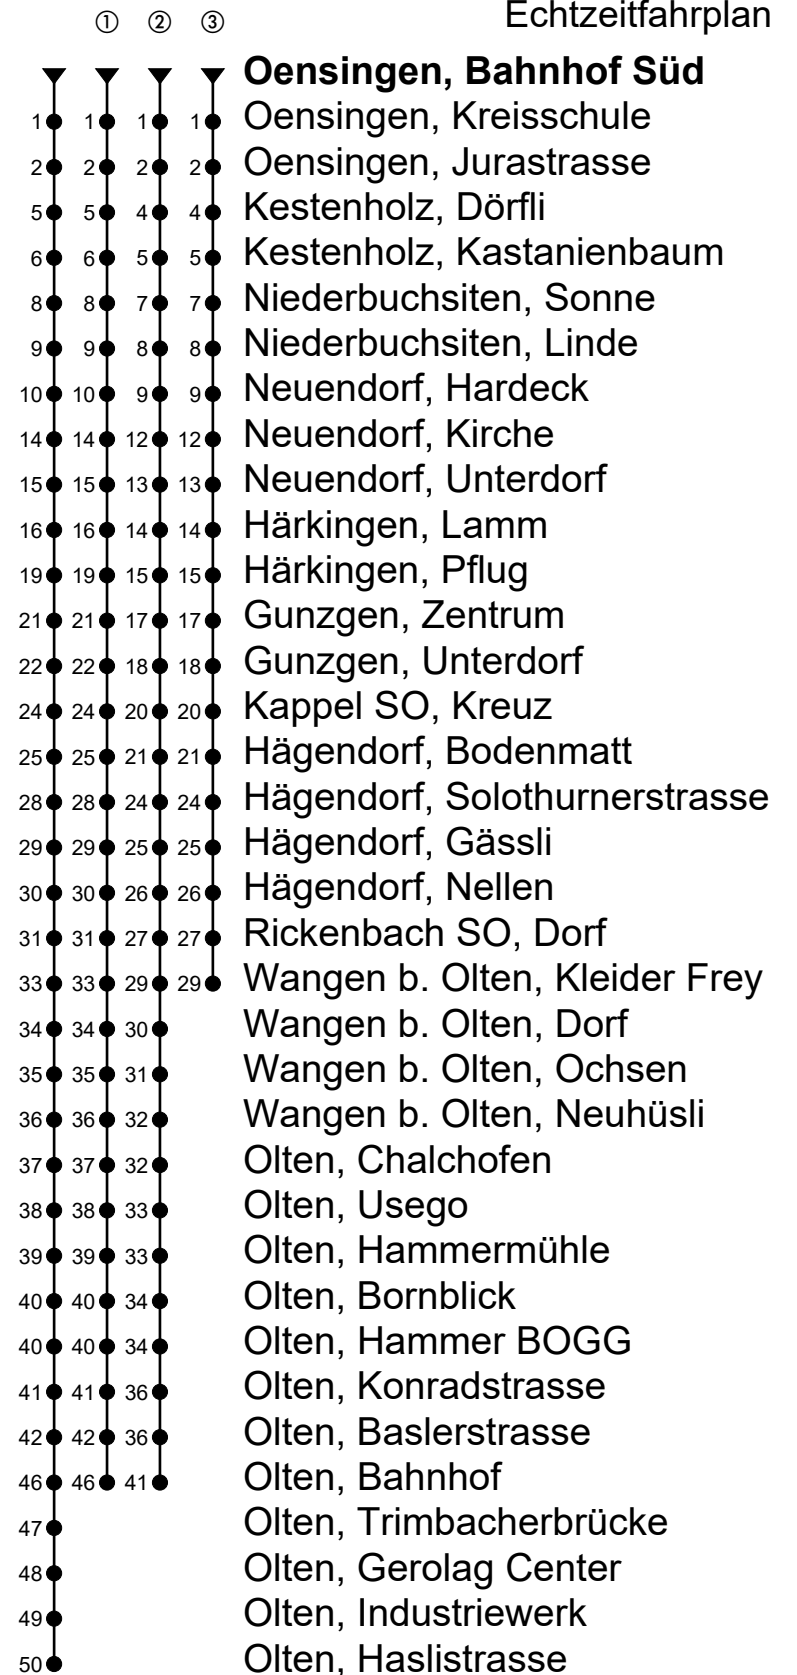 Echtzeitfahrplan
① ② ③
Oensingen, Bahnhof Süd
1 1 1 1 Oensingen, Kreisschule
2 2 2 2 Oensingen, Jurastrasse
5 5 4 4 Kestenholz, Dörfli
6 6 5 5 Kestenholz, Kastanienbaum
8 8 7 7 Niederbuchsiten, Sonne
9 9 8 8 Niederbuchsiten, Linde
10 10 9 9 Neuendorf, Hardeck
14 14 12 12 Neuendorf, Kirche
15 15 13 13 Neuendorf, Unterdorf
16 16 14 14 Härkingen, Lamm
19 19 15 15 Härkingen, Pflug
21 21 17 17 Gunzgen, Zentrum
22 22 18 18 Gunzgen, Unterdorf
24 24 20 20 Kappel SO, Kreuz
25 25 21 21 Hägendorf, Bodenmatt
28 28 24 24 Hägendorf, Solothurnerstrasse
29 29 25 25 Hägendorf, Gässli
30 30 26 26 Hägendorf, Nellen
31 31 27 27 Rickenbach SO, Dorf
33 33 29 29 Wangen b. Olten, Kleider Frey
34 34 30 Wangen b. Olten, Dorf
35 35 31 Wangen b. Olten, Ochsen
36 36 32 Wangen b. Olten, Neuhüsli
37 37 32 Olten, Chalchofen
38 38 33 Olten, Usego
39 39 33 Olten, Hammermühle
40 40 34 Olten, Bornblick
40 40 34 Olten, Hammer BOGG
41 41 36 Olten, Konradstrasse
42 42 36 Olten, Baslerstrasse
46 46 41 Olten, Bahnhof
47 Olten, Trimbacherbrücke
48 Olten, Gerolag Center
49 Olten, Industriewerk
50 Olten, Haslistrasse